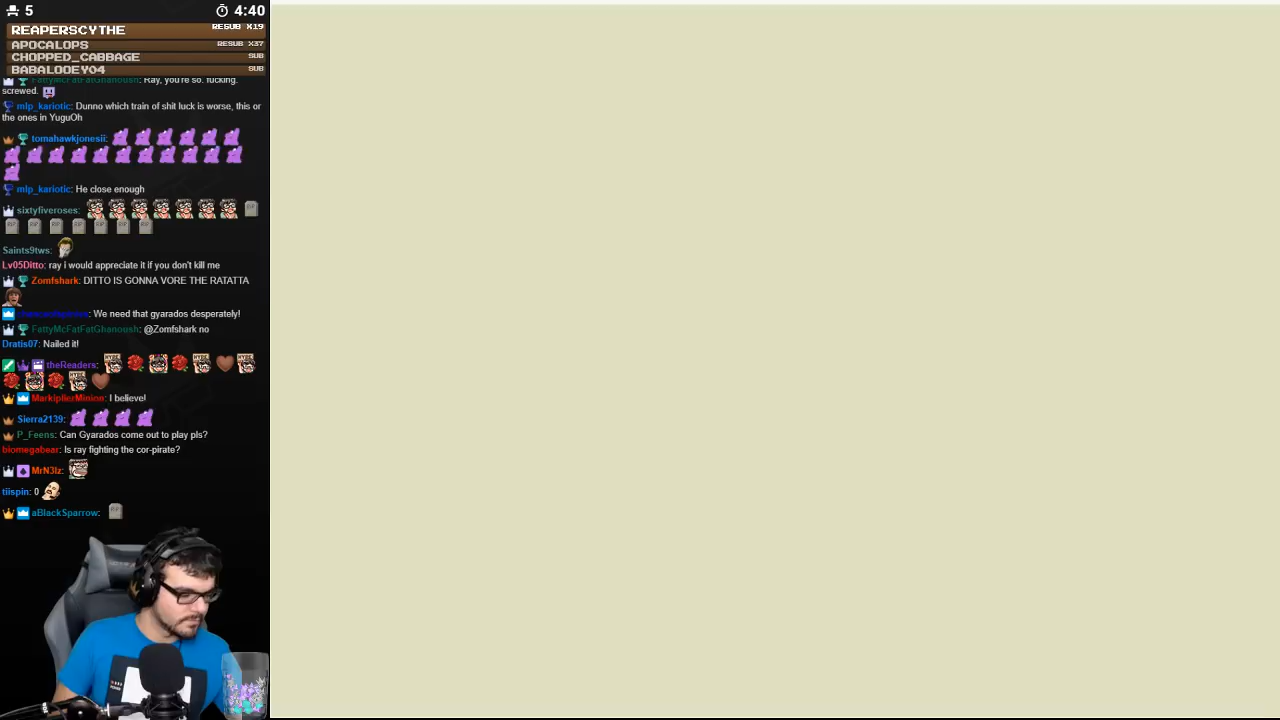 5 4:40
REAPERSCYTHE RESUB X19
APOCALOPS RESUB X37
CHOPPED_CABBAGE SUB
BABALOOEY04 SUB
FattyMcFatFatGhanoush: Ray, you're so. fucking.
screwed.
mlp_kariotic: Dunno which train of shit luck is worse, this or
the ones in YuguOh
tomahawkjonesii:
mlp_kariotic: He close enough
sixtyfiveroses:
Saints9tws:
Lv05Ditto: ray i would appreciate it if you don't kill me
Zomfshark: DITTO IS GONNA VORE THE RATATTA
: We need that gyarados desperately!
FattyMcFatFatGhanoush: @Zomfshark no
Dratis07: Nailed it!
theReaders:
MarkiplierMinion: I believe!
Sierra2139:
P_Feens: Can Gyarados come out to play pls?
biomegabear: Is ray fighting the cor-pirate?
MrN3lz:
tiispin: 0
aBlackSparrow: